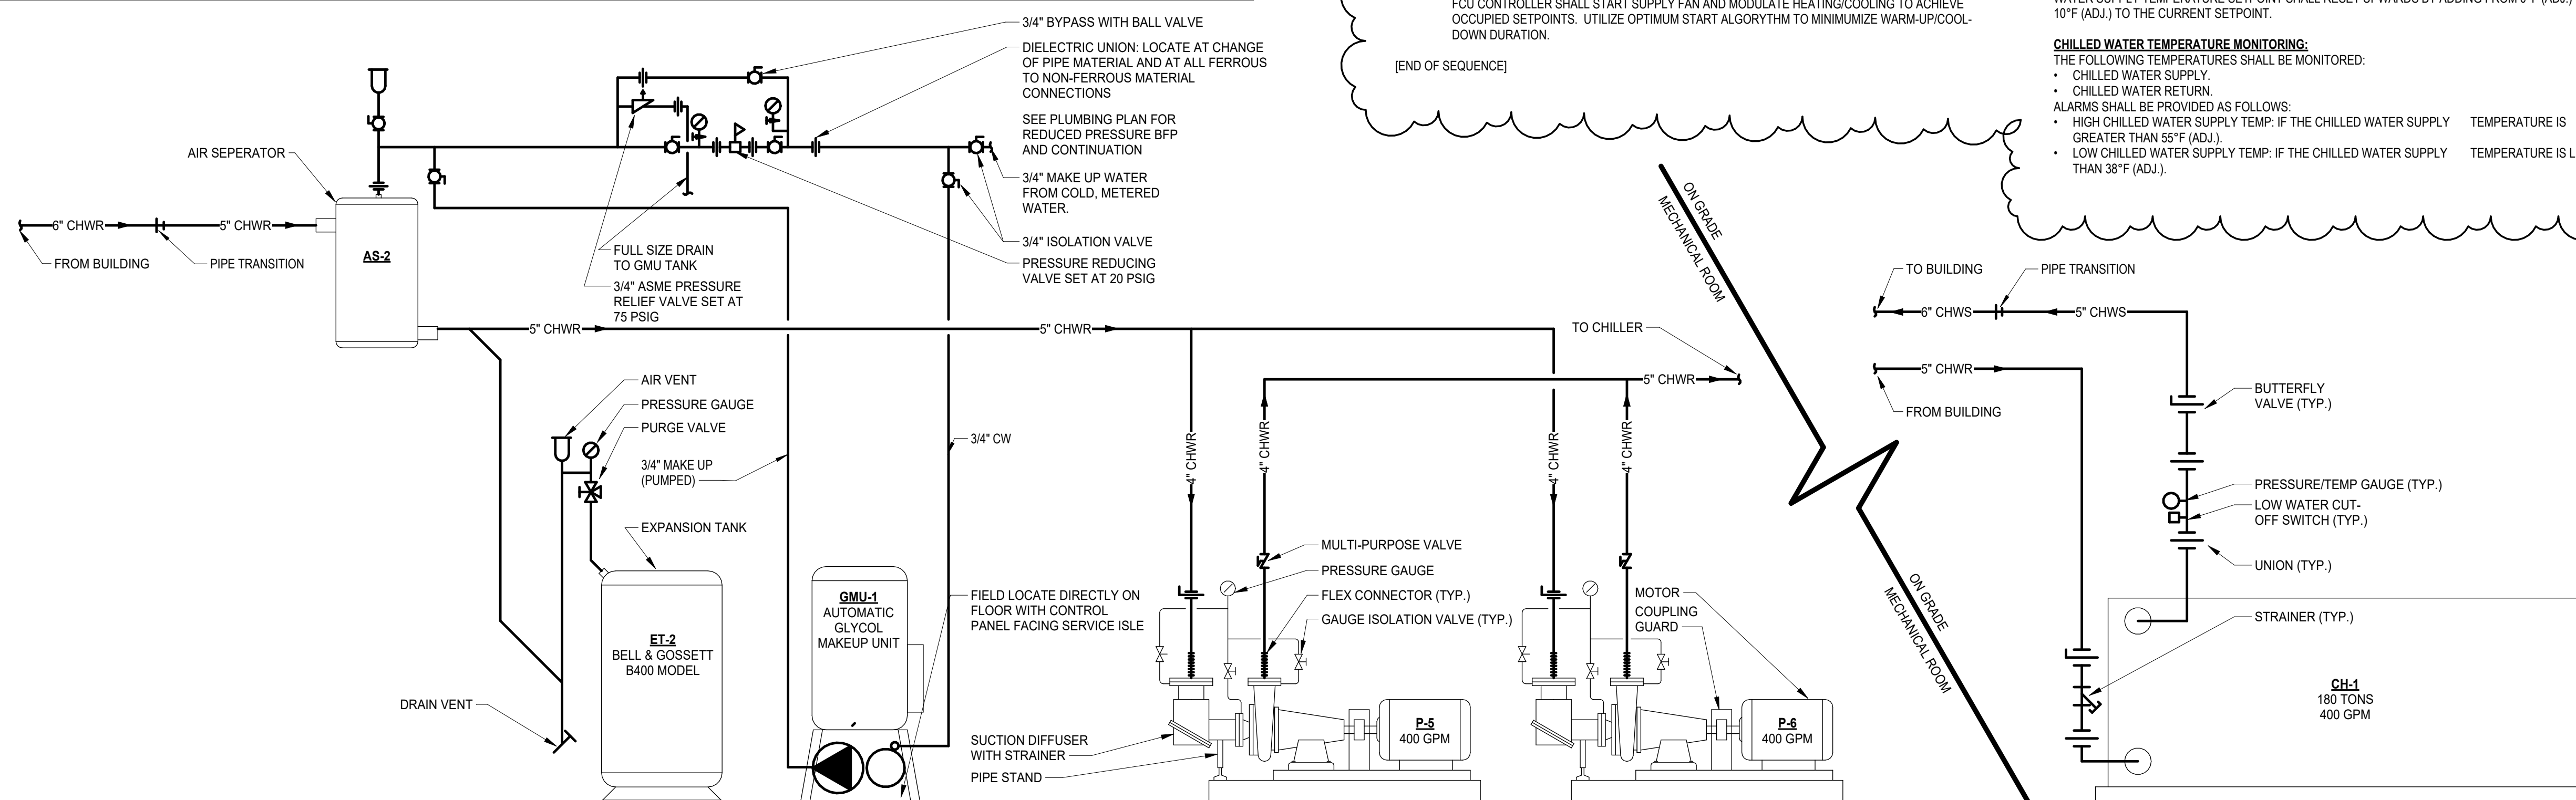 FCU CONTROLLER SHALL START SUPPLY FAN AND MODULATE HEATING/COOLING TO ACHIEVE
OCCUPIED SETPOINTS. UTILIZE OPTIMUM START ALGORYTHM TO MINIMUMIZE WARM-UP/COOL-
DOWN DURATION.
[END OF SEQUENCE]
10°F (ADJ.) TO THE CURRENT SETPOINT.
CHILLED WATER TEMPERATURE MONITORING:
THE FOLLOWING TEMPERATURES SHALL BE MONITORED:
• CHILLED WATER SUPPLY.
• CHILLED WATER RETURN.
ALARMS SHALL BE PROVIDED AS FOLLOWS:
• HIGH CHILLED WATER SUPPLY TEMP: IF THE CHILLED WATER SUPPLY TEMPERATURE IS
GREATER THAN 55°F (ADJ.).
• LOW CHILLED WATER SUPPLY TEMP: IF THE CHILLED WATER SUPPLY TEMPERATURE IS L
THAN 38°F (ADJ.).
3/4" BYPASS WITH BALL VALVE
DIELECTRIC UNION: LOCATE AT CHANGE
OF PIPE MATERIAL AND AT ALL FERROUS
TO NON-FERROUS MATERIAL
CONNECTIONS
SEE PLUMBING PLAN FOR
REDUCED PRESSURE BFP
AND CONTINUATION
3/4" MAKE UP WATER
FROM COLD, METERED
WATER.
3/4" ISOLATION VALVE
PRESSURE REDUCING
VALVE SET AT 20 PSIG
AIR SEPERATOR
6" CHWR
5" CHWR
FROM BUILDING
PIPE TRANSITION
AS-2
FULL SIZE DRAIN
TO GMU TANK
3/4" ASME PRESSURE
RELIEF VALVE SET AT
75 PSIG
5" CHWR
5" CHWR
TO CHILLER
5" CHWR
ON GRADE
MECHANICAL ROOM
TO BUILDING
PIPE TRANSITION
6" CHWS
5" CHWS
5" CHWR
FROM BUILDING
BUTTERFLY
VALVE (TYP.)
PRESSURE/TEMP GAUGE (TYP.)
LOW WATER CUT-
OFF SWITCH (TYP.)
UNION (TYP.)
STRAINER (TYP.)
AIR VENT
PRESSURE GAUGE
PURGE VALVE
3/4" MAKE UP
(PUMPED)
3/4" CW
EXPANSION TANK
4" CHWR
4" CHWR
4" CHWR
4" CHWR
MULTI-PURPOSE VALVE
PRESSURE GAUGE
FLEX CONNECTOR (TYP.)
GAUGE ISOLATION VALVE (TYP.)
MOTOR
COUPLING
GUARD
ON GRADE
MECHANICAL ROOM
GMU-1
AUTOMATIC
GLYCOL
MAKEUP UNIT
FIELD LOCATE DIRECTLY ON
FLOOR WITH CONTROL
PANEL FACING SERVICE ISLE
ET-2
BELL & GOSSETT
B400 MODEL
DRAIN VENT
SUCTION DIFFUSER
WITH STRAINER
PIPE STAND
P-5
400 GPM
P-6
400 GPM
CH-1
180 TONS
400 GPM